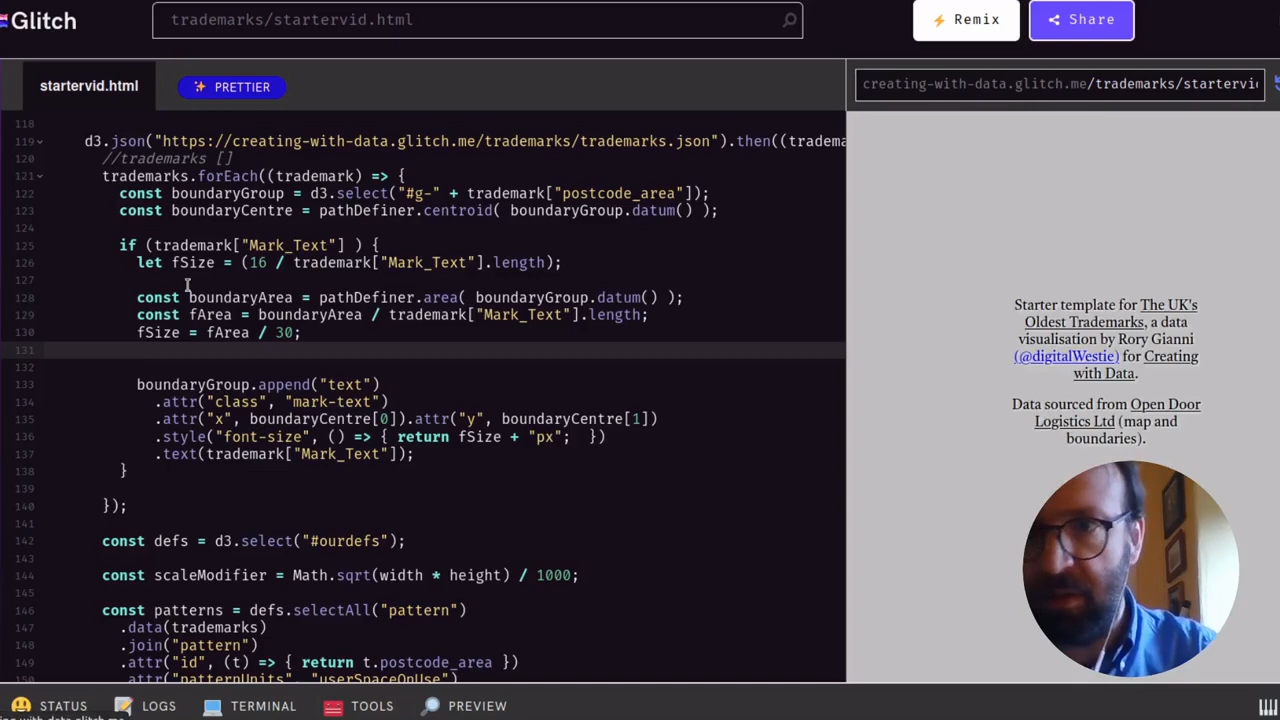 Glitch
trademarks/startervid.html
⚡ Remix
Share
startervid.html
✨ PRETTIER
118
119 d3.json("https://creating-with-data.glitch.me/trademarks/trademarks.json").then((tradema
120 //trademarks []
121 trademarks.forEach((trademark) => {
122 const boundaryGroup = d3.select("#g-" + trademark["postcode_area"]);
123 const boundaryCentre = pathDefiner.centroid( boundaryGroup.datum() );
124
125 if (trademark["Mark_Text"] ) {
126 let fSize = (16 / trademark["Mark_Text"].length);
127
128 const boundaryArea = pathDefiner.area( boundaryGroup.datum() );
129 const fArea = boundaryArea / trademark["Mark_Text"].length;
130 fSize = fArea / 30;
131
132
133 boundaryGroup.append("text")
134 .attr("class", "mark-text")
135 .attr("x", boundaryCentre[0]).attr("y", boundaryCentre[1])
136 .style("font-size", () => { return fSize + "px";  })
137 .text(trademark["Mark_Text"]);
138 }
139
140 });
141
142 const defs = d3.select("#ourdefs");
143
144 const scaleModifier = Math.sqrt(width * height) / 1000;
145
146 const patterns = defs.selectAll("pattern")
147 .data(trademarks)
148 .join("pattern")
149 .attr("id", (t) => { return t.postcode_area })
150 .attr("patternUnits", "userSpaceOnUse")
creating-with-data.glitch.me/trademarks/startervi
Starter template for The UK's
Oldest Trademarks, a data
visualisation by Rory Gianni
(@digitalWestie) for Creating
with Data.
Data sourced from Open Door
Logistics Ltd (map and
boundaries).
STATUS
LOGS
TERMINAL
TOOLS
PREVIEW